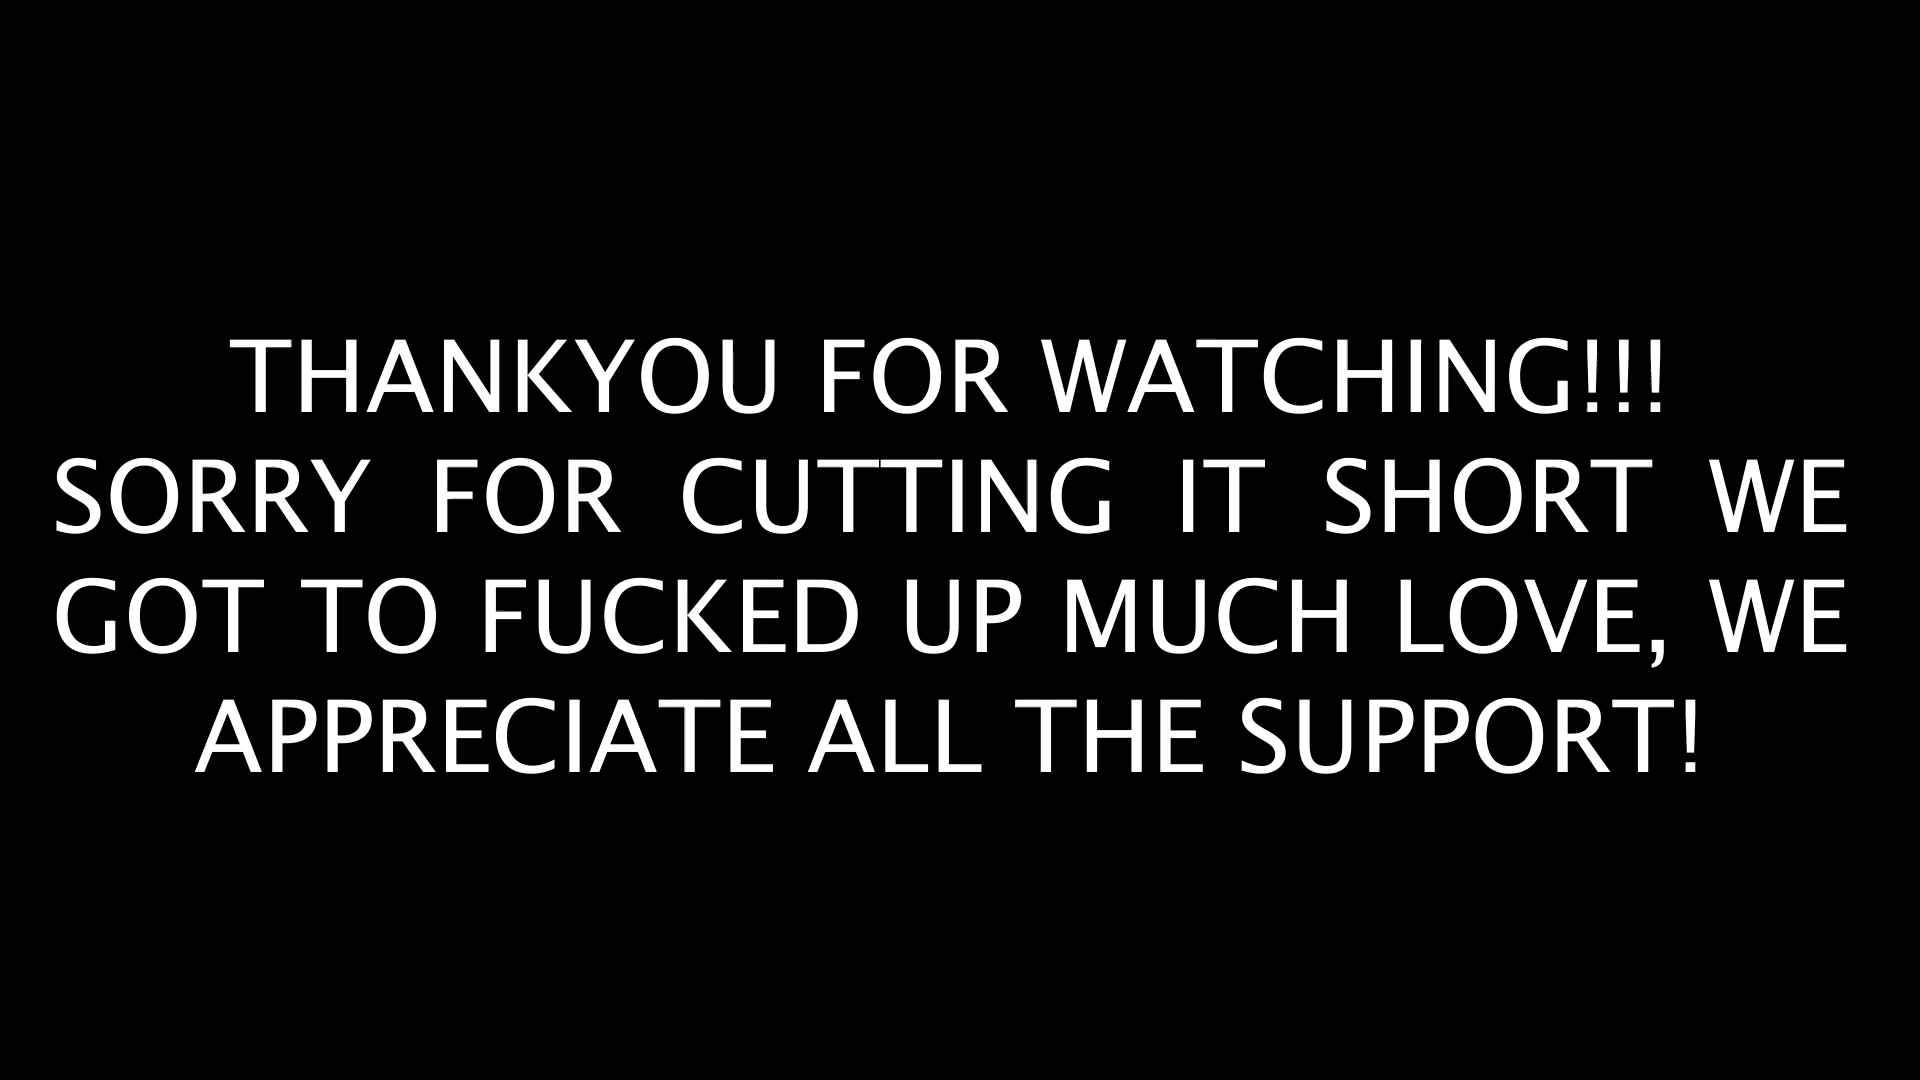 THANKYOU FOR WATCHING!!!
SORRY FOR CUTTING IT SHORT WE
GOT TO FUCKED UP MUCH LOVE, WE
APPRECIATE ALL THE SUPPORT!